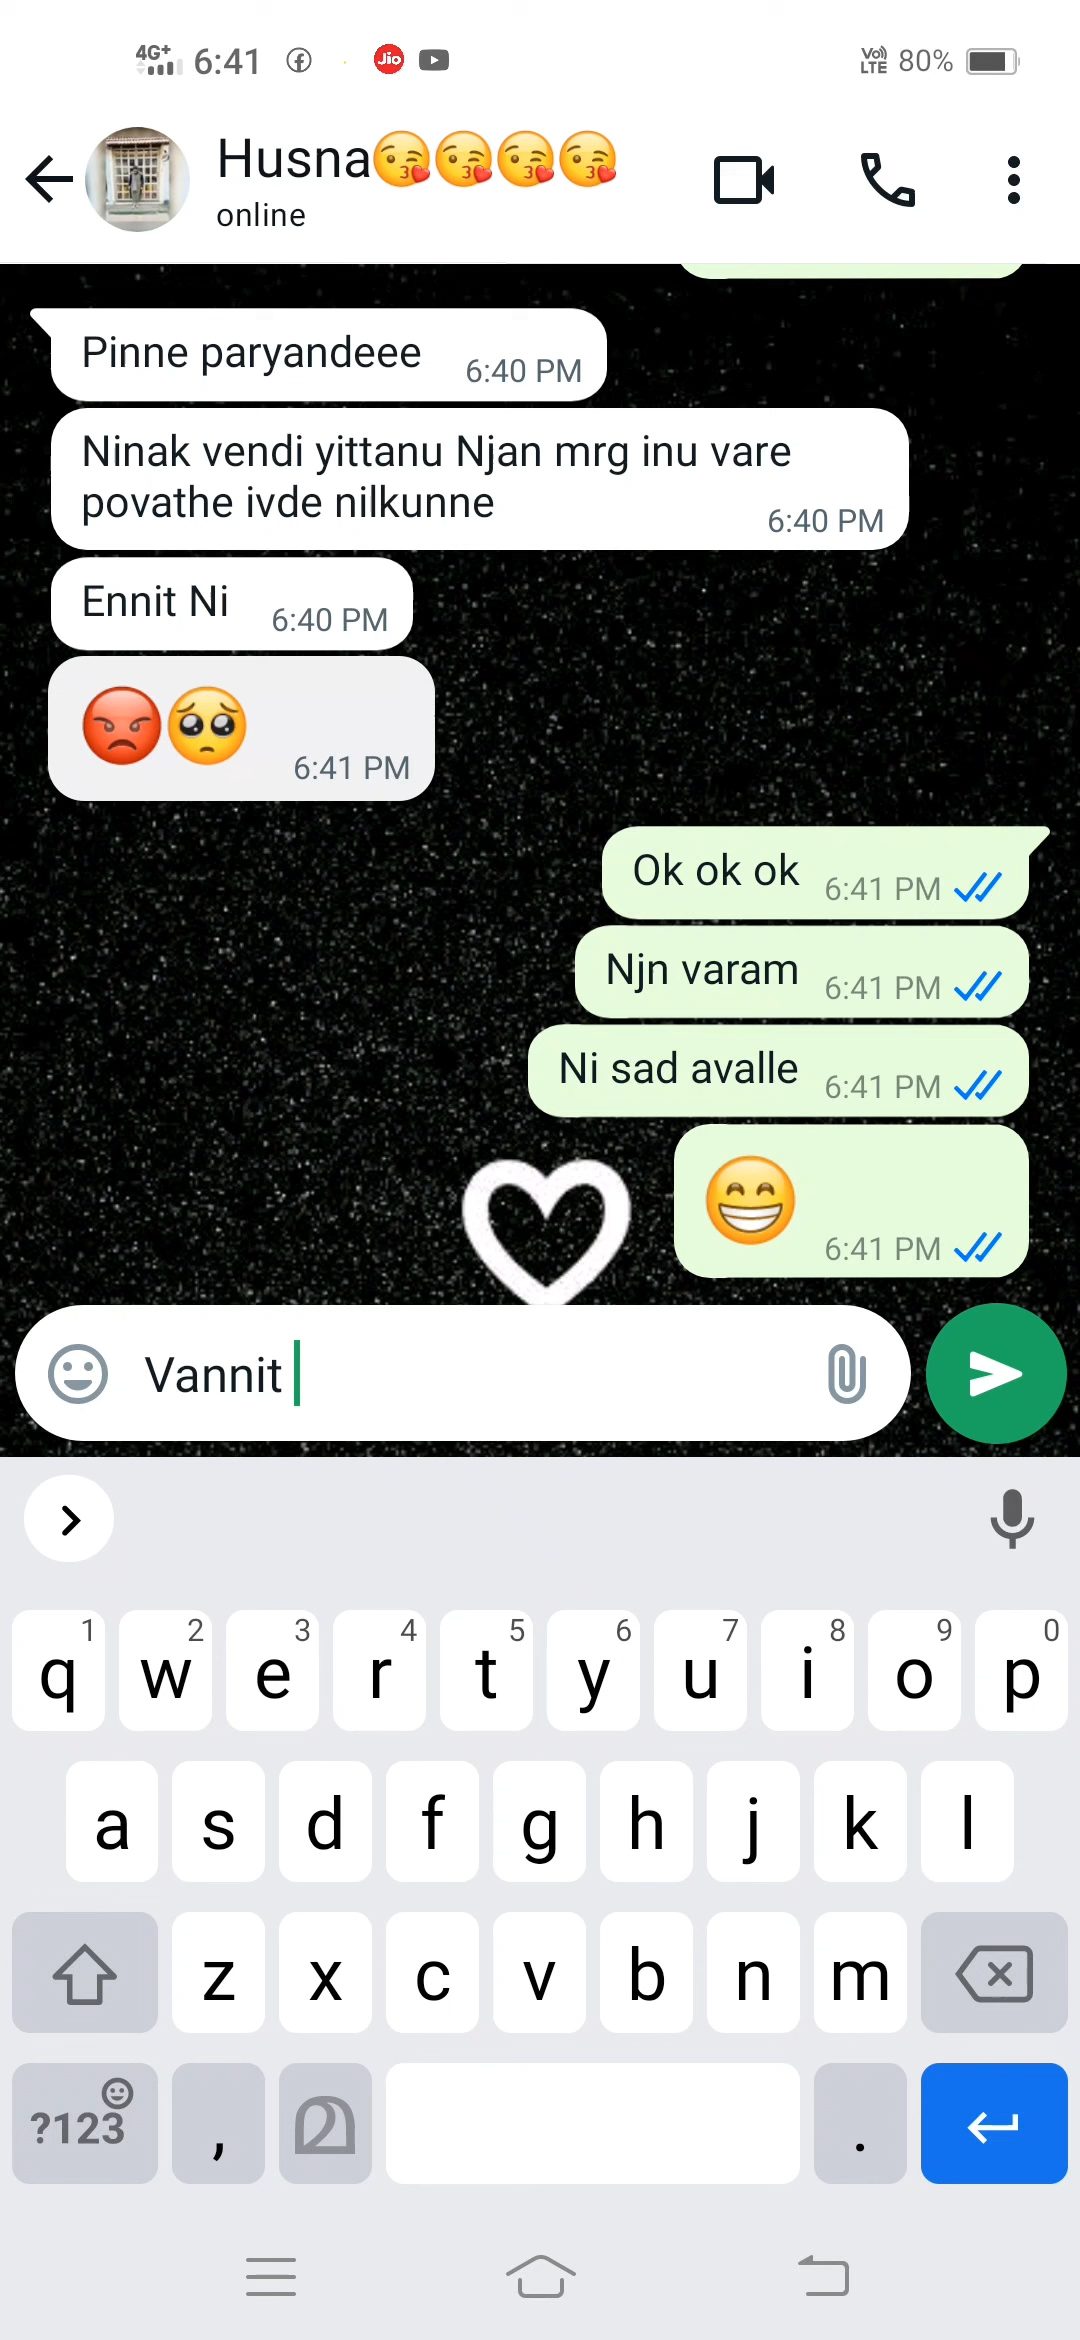 4G+ 6:41 Jio VoLTE 80%
Husna😘😘😘😘
online
Pinne paryandeee 6:40 PM
Ninak vendi yittanu Njan mrg inu vare
povathe ivde nilkunne 6:40 PM
Ennit Ni 6:40 PM
😡🥺 6:41 PM
Ok ok ok 6:41 PM
Njn varam 6:41 PM
Ni sad avalle 6:41 PM
😁 6:41 PM
Vannit
1 2 3 4 5 6 7 8 9 0
q w e r t y u i o p
a s d f g h j k l
z x c v b n m
?123 , .